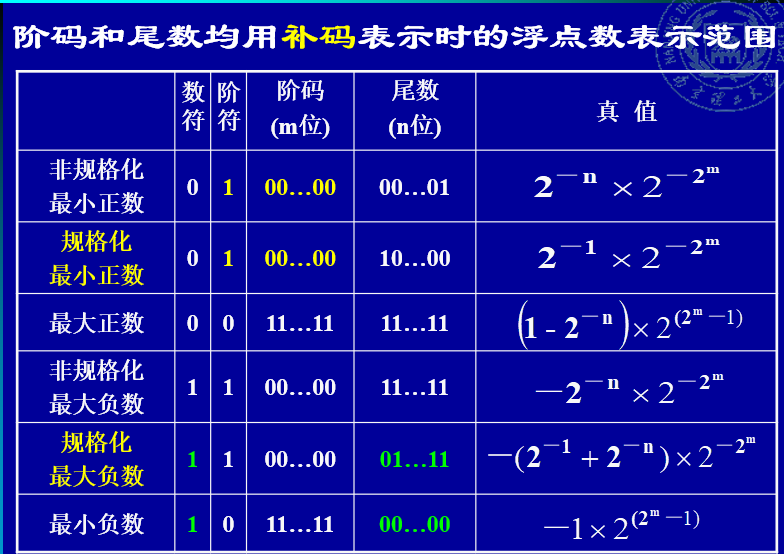 阶码和尾数均用补码表示时的浮点数表示范围
数符 阶符 阶码(m位) 尾数(n位) 真 值
非规格化最小正数 0 1 00…00 00…01 2⁻ⁿ × 2^(−2^m)
规格化最小正数 0 1 00…00 10…00 2⁻¹ × 2^(−2^m)
最大正数 0 0 11…11 11…11 (1 - 2⁻ⁿ) × 2^(2^m − 1)
非规格化最大负数 1 1 00…00 11…11 −2⁻ⁿ × 2^(−2^m)
规格化最大负数 1 1 00…00 01…11 −(2⁻¹ + 2⁻ⁿ) × 2^(−2^m)
最小负数 1 0 11…11 00…00 −1 × 2^(2^m − 1)